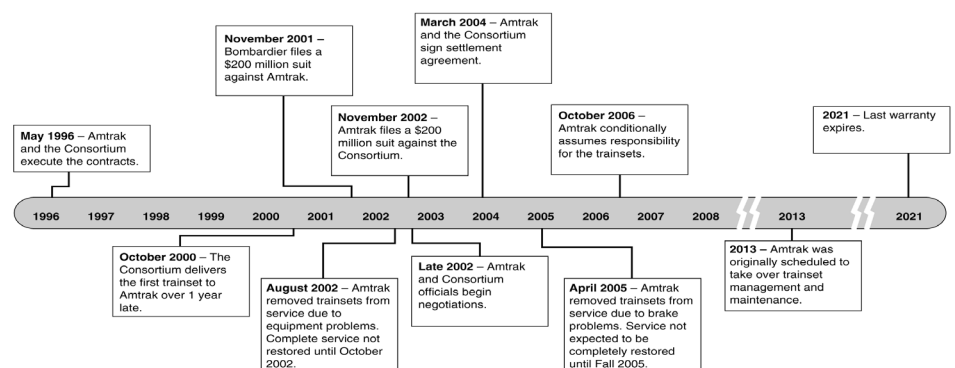 March 2004 – Amtrak
and the Consortium
sign settlement
agreement.
November 2001 –
Bombardier files a
$200 million suit
against Amtrak.
November 2002 –
Amtrak files a $200
million suit against the
Consortium.
October 2006 –
Amtrak conditionally
assumes responsibility
for the trainsets.
2021 – Last warranty
expires.
May 1996 – Amtrak
and the Consortium
execute the contracts.
1996 1997 1998 1999 2000 2001 2002 2003 2004 2005 2006 2007 2008 2013 2021
October 2000 – The
Consortium delivers
the first trainset to
Amtrak over 1 year
late.
August 2002 – Amtrak
removed trainsets from
service due to
equipment problems.
Complete service not
restored until October
2002.
Late 2002 – Amtrak
and Consortium
officials begin
negotiations.
April 2005 – Amtrak
removed trainsets from
service due to brake
problems. Service not
expected to be
completely restored
until Fall 2005.
2013 – Amtrak was
originally scheduled to
take over trainset
management and
maintenance.